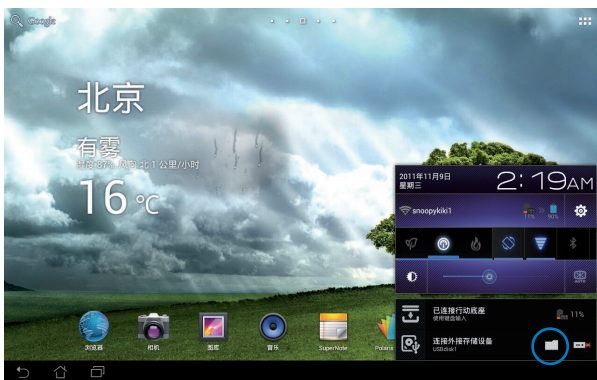 Google
北京
有雾
湿度 87% 风向:北 1 公里/小时
16 °C
2011年11月9日
星期三
2:19AM
snoopykiki1
11%
90%
AUTO
已连接行动底座
使用键盘输入
11%
连接外接存储设备
USBdisk1
浏览器
相机
图库
音乐
SuperNote
Polaris